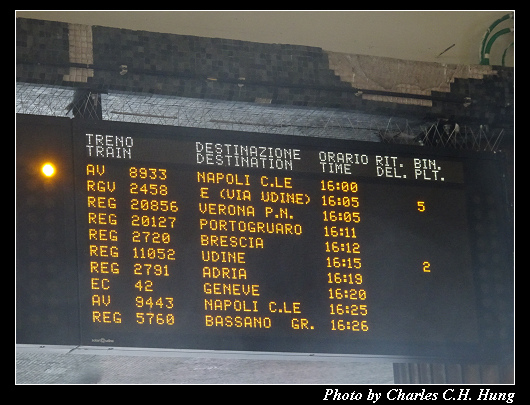 TRENO DESTINAZIONE ORARIO RIT. BIN.
TRAIN DESTINATION TIME DEL. PLT.
AV 8933 NAPOLI C.LE 16:00
RGV 2458 E (VIA UDINE) 16:05 5
REG 20856 VERONA P.N. 16:05
REG 20127 PORTOGRUARO 16:11
REG 2720 BRESCIA 16:12
REG 11052 UDINE 16:15 2
REG 2791 ADRIA 16:19
EC 42 GENEVE 16:20
AV 9443 NAPOLI C.LE 16:25
REG 5760 BASSANO GR. 16:26
Photo by Charles C.H. Hung